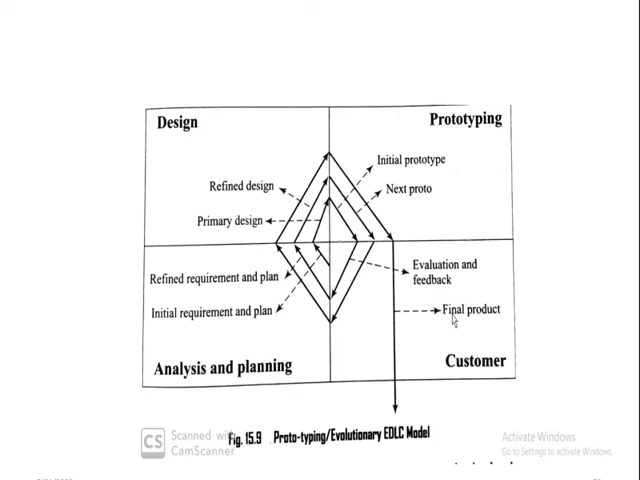 Design
Prototyping
Initial prototype
Refined design
Next proto
Primary design
Evaluation and
feedback
Refined requirement and plan
Initial requirement and plan
Final product
Analysis and planning
Customer
CS
Scanned with
CamScanner
Fig. 15.9 Proto-typing/Evolutionary EDLC Model
Activate Windows
Go to Settings to activate Windows.